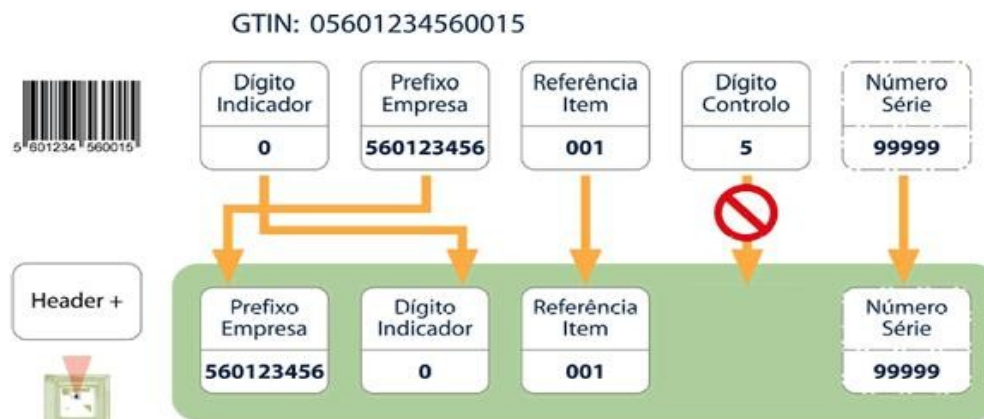 GTIN: 05601234560015
Dígito
Indicador
0
Prefixo
Empresa
560123456
Referência
Item
001
Dígito
Controlo
5
Número
Série
99999
5 601234 560015
Header +
Prefixo
Empresa
560123456
Dígito
Indicador
0
Referência
Item
001
Número
Série
99999